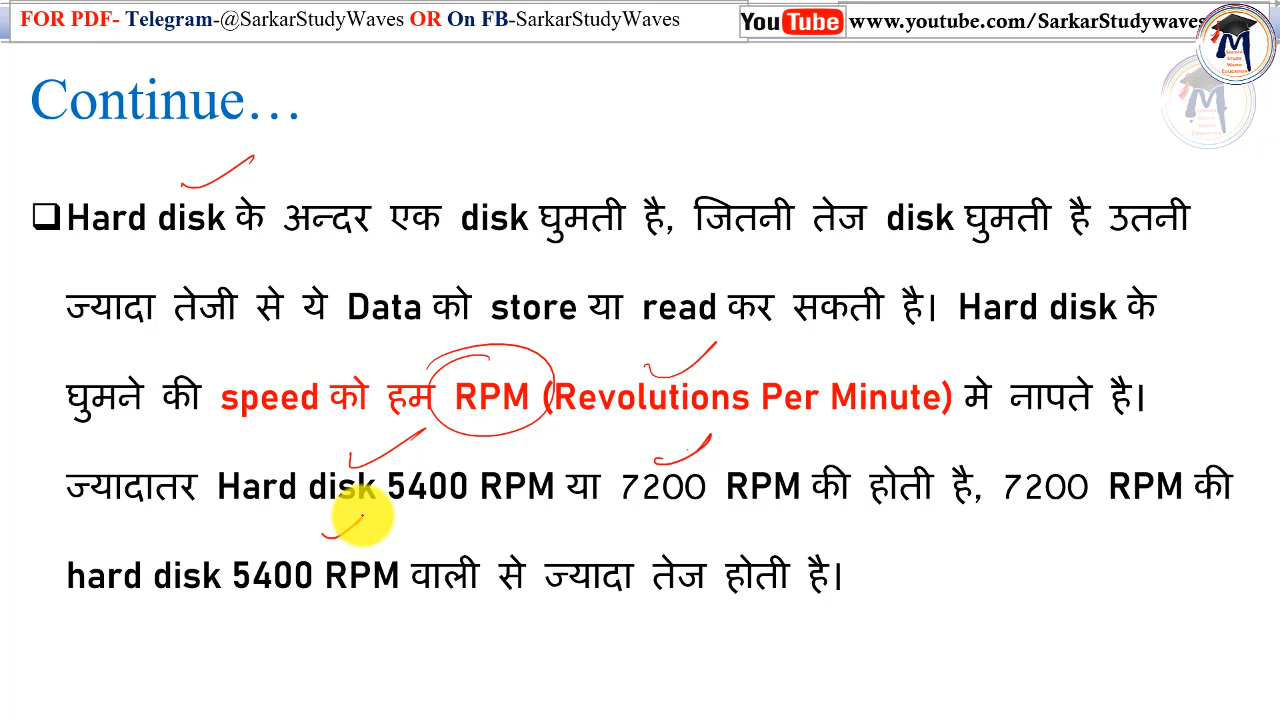 FOR PDF- Telegram-@SarkarStudyWaves OR On FB-SarkarStudyWaves
YouTube www.youtube.com/SarkarStudywaves
Continue…
Hard disk के अन्दर एक disk घुमती है, जितनी तेज disk घुमती है उतनी
ज्यादा तेजी से ये Data को store या read कर सकती है। Hard disk के
घुमने की speed को हम RPM (Revolutions Per Minute) मे नापते है।
ज्यादातर Hard disk 5400 RPM या 7200 RPM की होती है, 7200 RPM की
hard disk 5400 RPM वाली से ज्यादा तेज होती है।